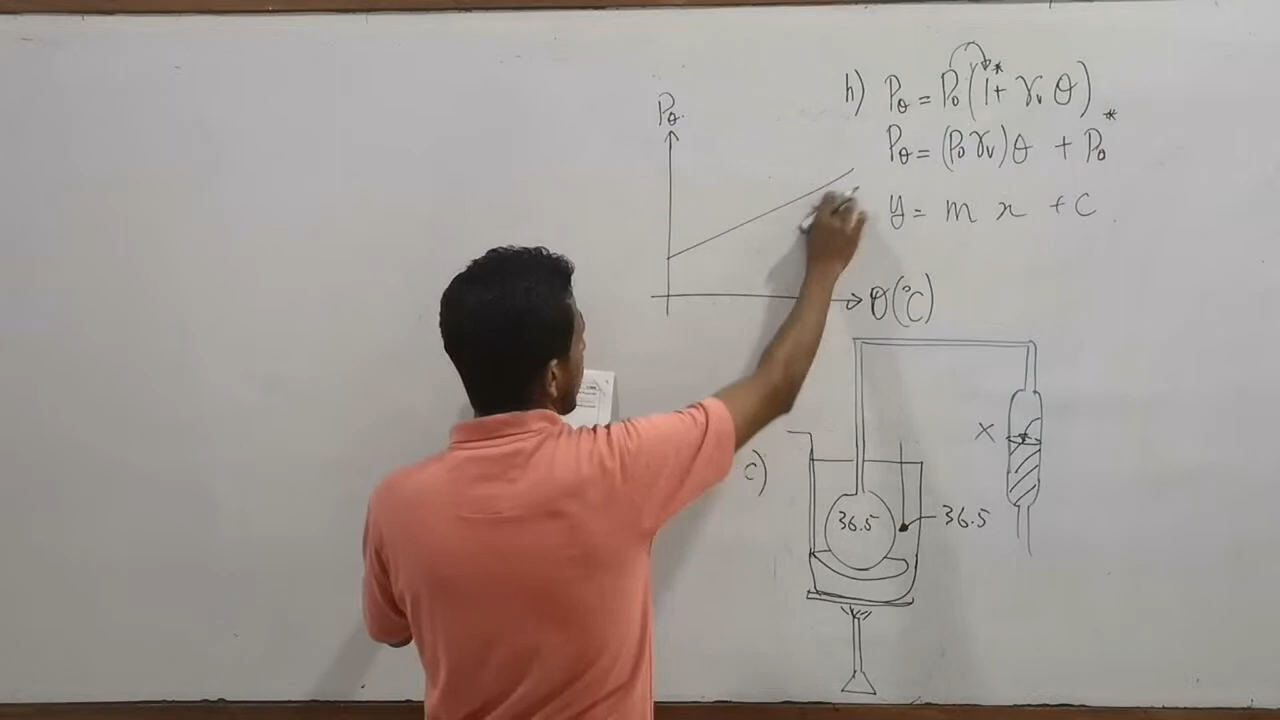 h) Pθ = P₀(1 + γᵥ θ)
*
Pθ = (P₀ γᵥ)θ + P₀
*
y = m x + c
Pθ
θ(°C)
x
c)
36.5
36.5